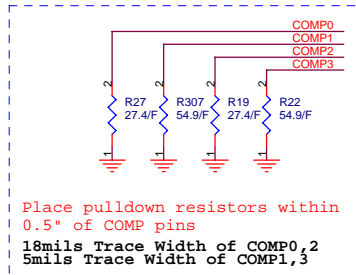 COMP0
COMP1
COMP2
COMP3
2 2 2 2
R27 R307 R19 R22
27.4/F 54.9/F 27.4/F 54.9/F
1 1 1 1
Place pulldown resistors within
0.5" of COMP pins
18mils Trace Width of COMP0,2
5mils Trace Width of COMP1,3